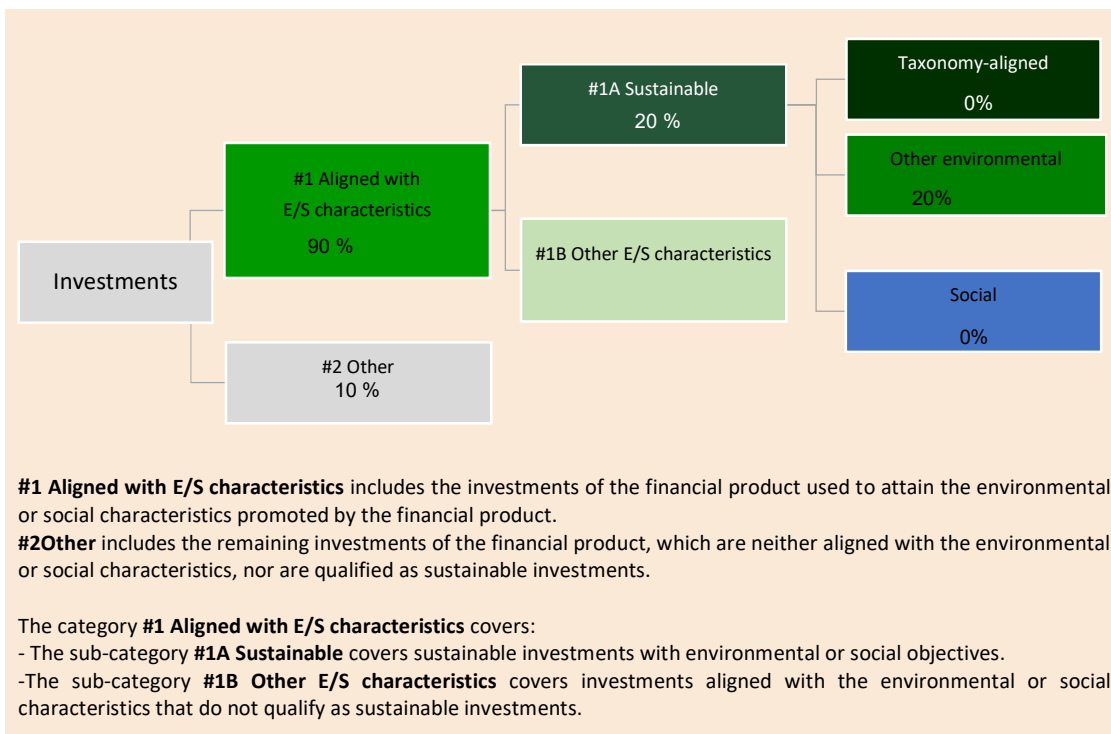 Taxonomy-aligned
0%
#1A Sustainable
20 %
Other environmental
20%
#1 Aligned with
E/S characteristics
90 %
#1B Other E/S characteristics
Investments
Social
0%
#2 Other
10 %
#1 Aligned with E/S characteristics includes the investments of the financial product used to attain the environmental
or social characteristics promoted by the financial product.
#2Other includes the remaining investments of the financial product, which are neither aligned with the environmental
or social characteristics, nor are qualified as sustainable investments.
The category #1 Aligned with E/S characteristics covers:
- The sub-category #1A Sustainable covers sustainable investments with environmental or social objectives.
-The sub-category #1B Other E/S characteristics covers investments aligned with the environmental or social
characteristics that do not qualify as sustainable investments.